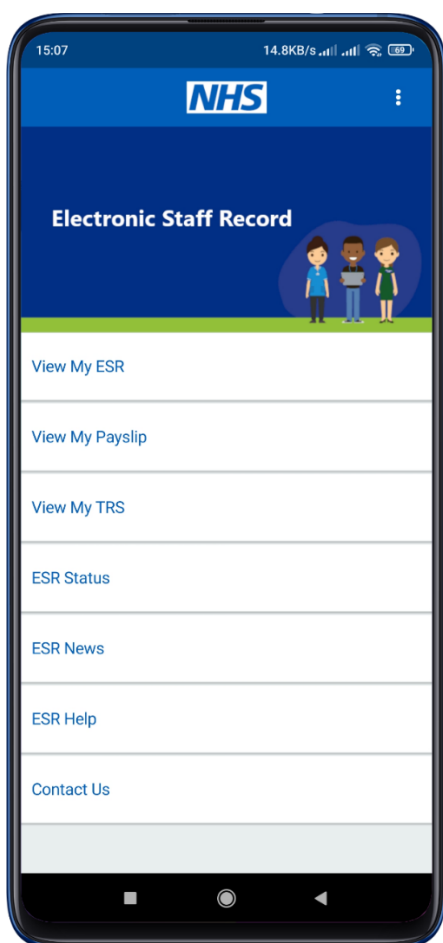 15:07 14.8KB/s 69
NHS
Electronic Staff Record
View My ESR
View My Payslip
View My TRS
ESR Status
ESR News
ESR Help
Contact Us